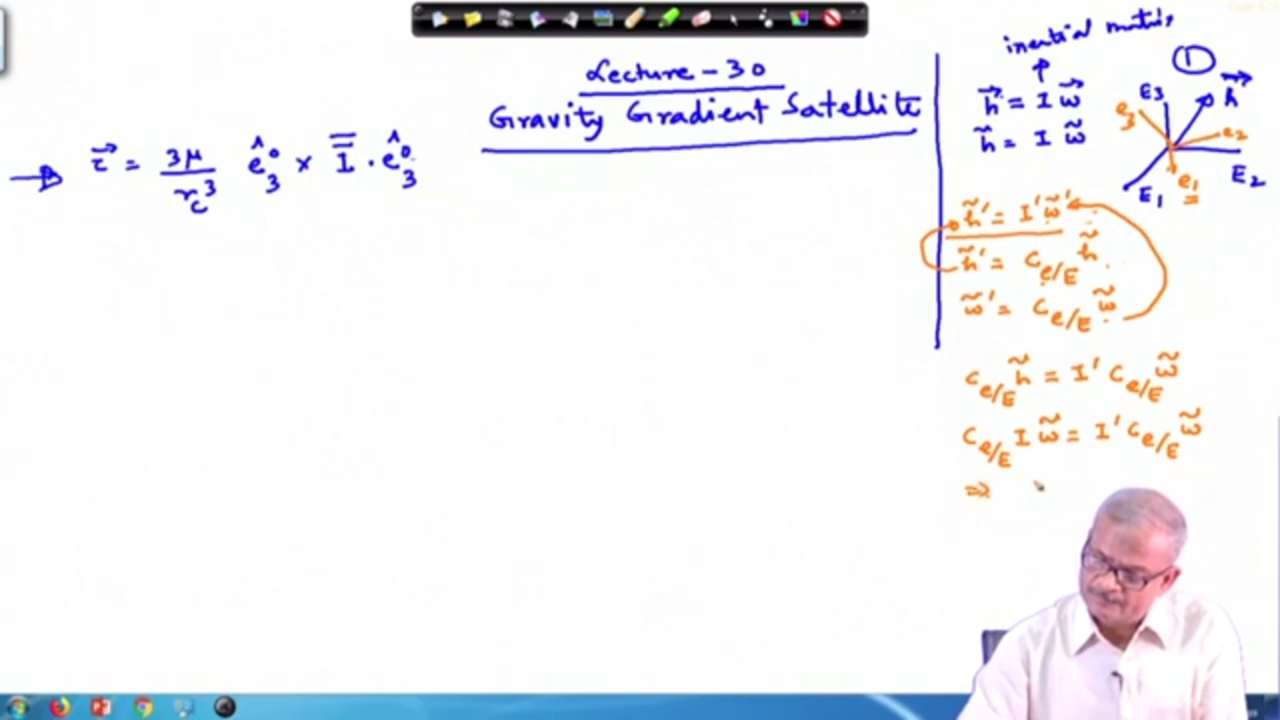 Lecture - 30
Gravity Gradient Satellite
→ τ⃗ = 3μ/r_c³ ê₃⁰ × I̿ · ê₃⁰
inertial matrix
①
h⃗ = I ω⃗
h̃ = I ω̃
E3 h⃗
e3 e2
E2
E1 e1
h̃' = I' ω̃'
h̃' = C_e/E h̃
ω̃' = C_e/E ω̃
C_e/E h̃ = I' C_e/E ω̃
C_e/E I ω̃ = I' C_e/E ω̃
⇒